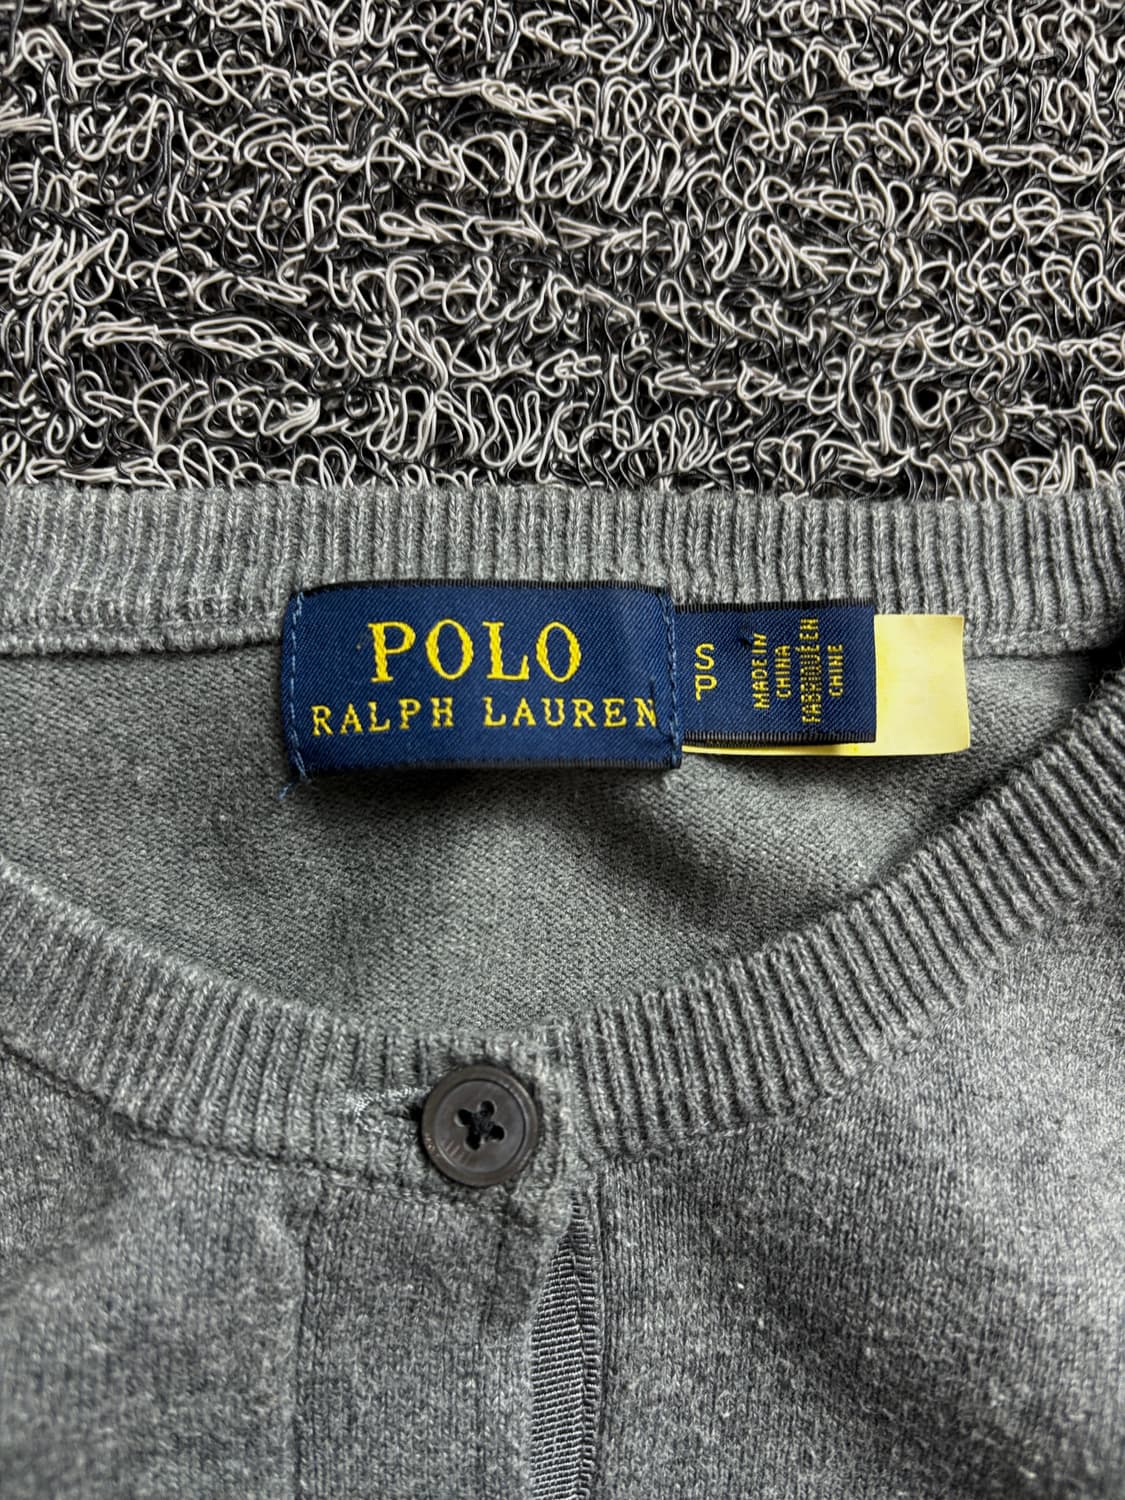 POLO
RALPH LAUREN
S
P
MADE IN
CHINA
FABRIQUÉ EN
CHINE